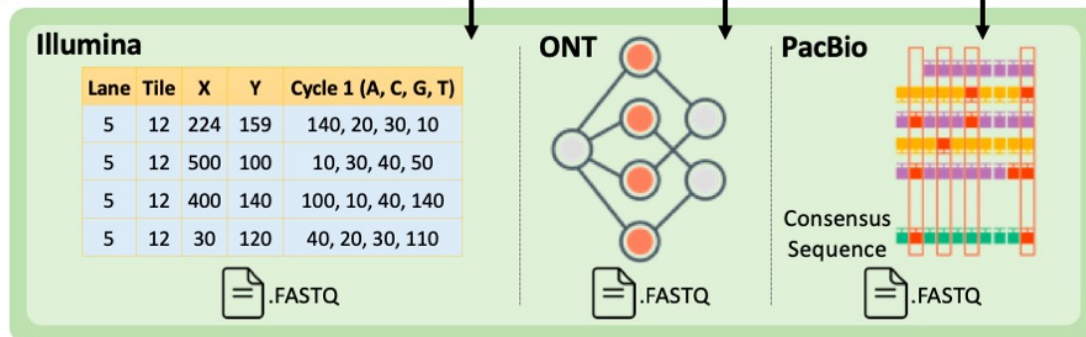 Illumina
Lane Tile X Y Cycle 1 (A, C, G, T)
5 12 224 159 140, 20, 30, 10
5 12 500 100 10, 30, 40, 50
5 12 400 140 100, 10, 40, 140
5 12 30 120 40, 20, 30, 110
.FASTQ
ONT
.FASTQ
PacBio
Consensus
Sequence
.FASTQ